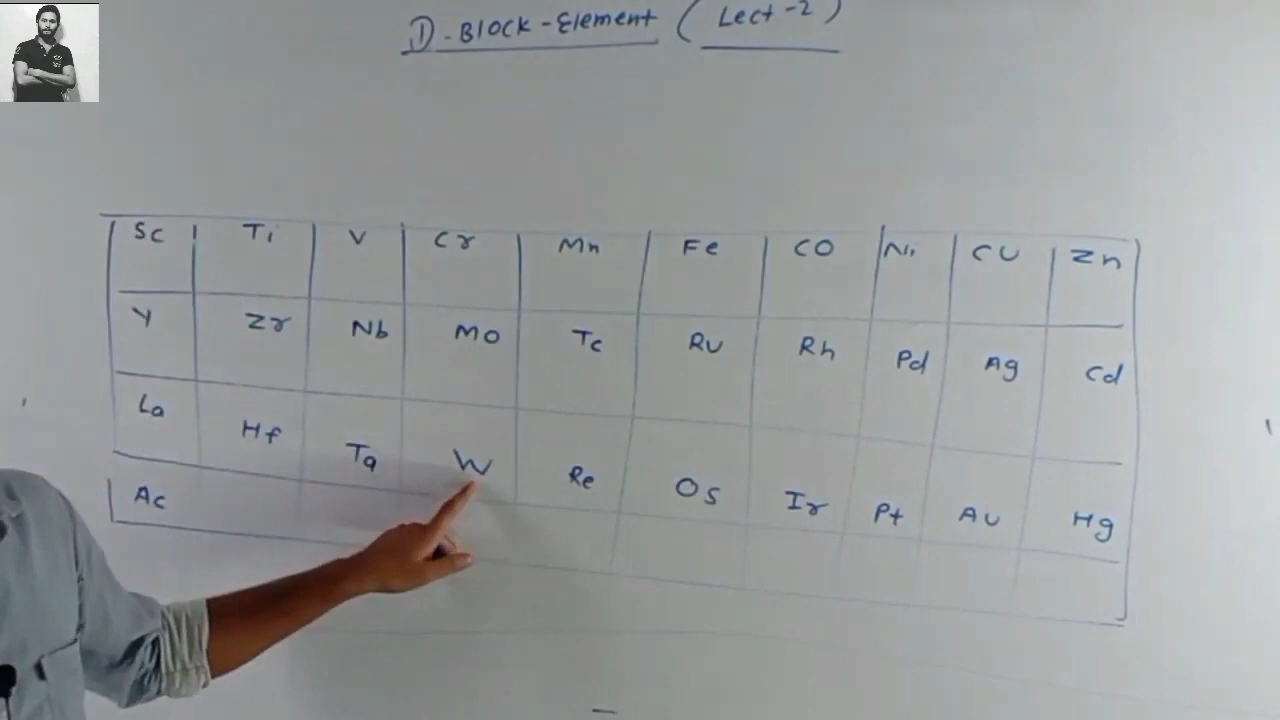 D-Block-Element (Lect-2)
Sc Ti V Cr Mn Fe CO Ni CU Zn
Y Zr Nb MO Tc RU Rh Pd Ag Cd
La Hf Ta W Re Os Ir Pt AU Hg
Ac